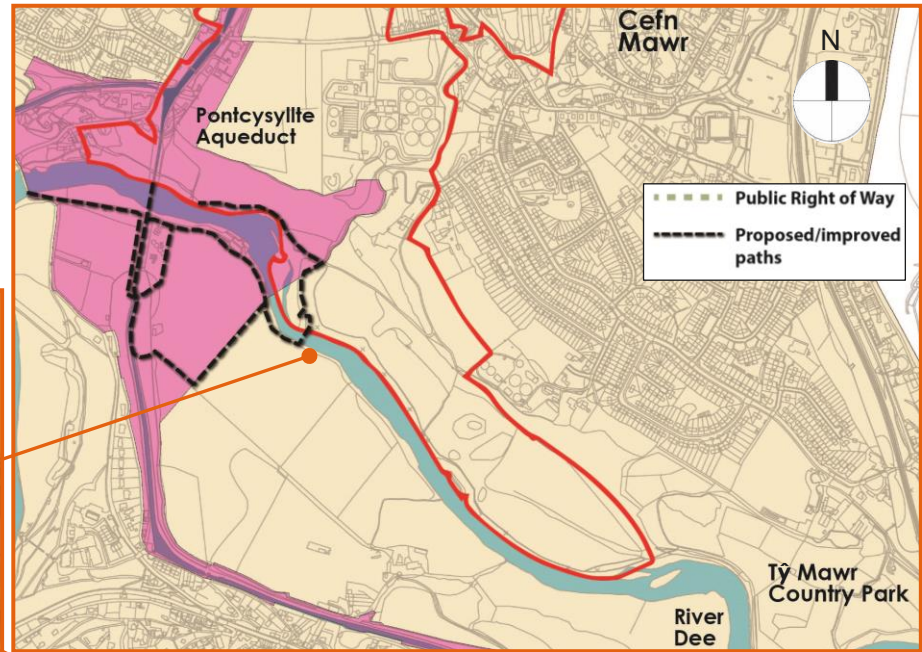 Cefn
Mawr
N
Pontcysyllte
Aqueduct
Public Right of Way
Proposed/improved
paths
Tŷ Mawr
Country Park
River
Dee